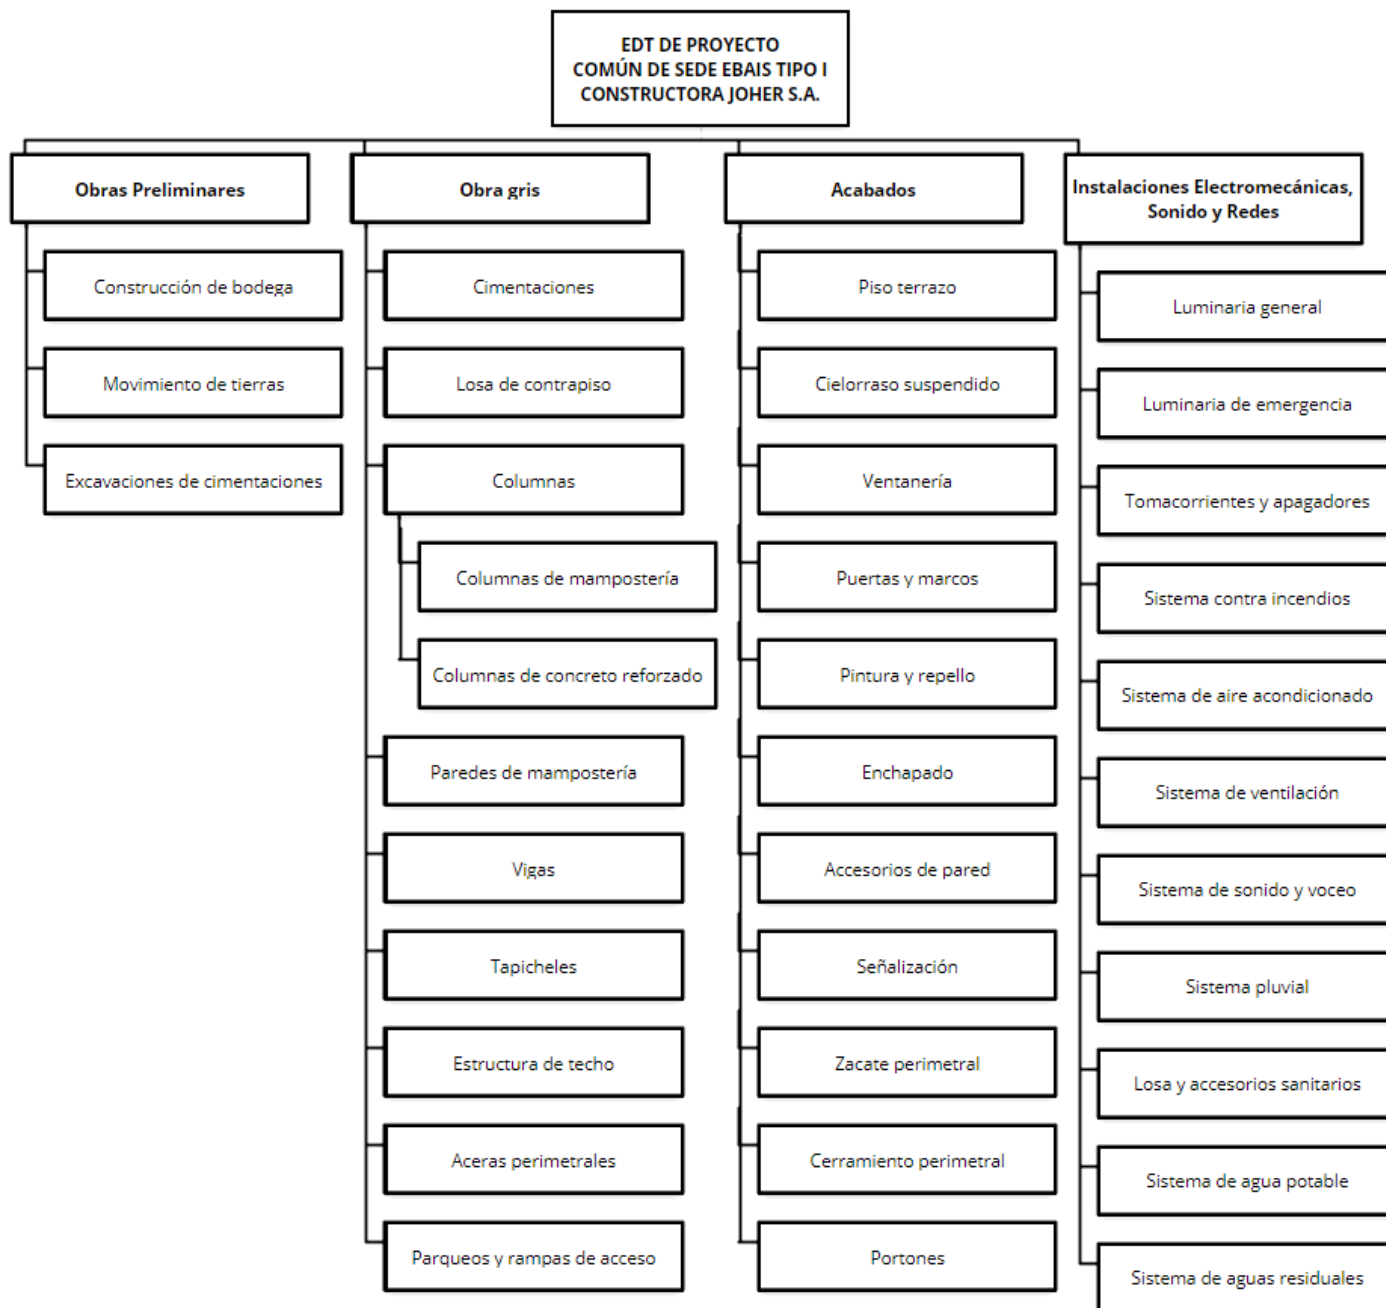 EDT DE PROYECTO
COMÚN DE SEDE EBAIS TIPO I
CONSTRUCTORA JOHER S.A.
Obras Preliminares
Construcción de bodega
Movimiento de tierras
Excavaciones de cimentaciones
Obra gris
Cimentaciones
Losa de contrapiso
Columnas
Columnas de mampostería
Columnas de concreto reforzado
Paredes de mampostería
Vigas
Tapicheles
Estructura de techo
Aceras perimetrales
Parqueos y rampas de acceso
Acabados
Piso terrazo
Cielorraso suspendido
Ventanería
Puertas y marcos
Pintura y repello
Enchapado
Accesorios de pared
Señalización
Zacate perimetral
Cerramiento perimetral
Portones
Instalaciones Electromecánicas,
Sonido y Redes
Luminaria general
Luminaria de emergencia
Tomacorrientes y apagadores
Sistema contra incendios
Sistema de aire acondicionado
Sistema de ventilación
Sistema de sonido y voceo
Sistema pluvial
Losa y accesorios sanitarios
Sistema de agua potable
Sistema de aguas residuales